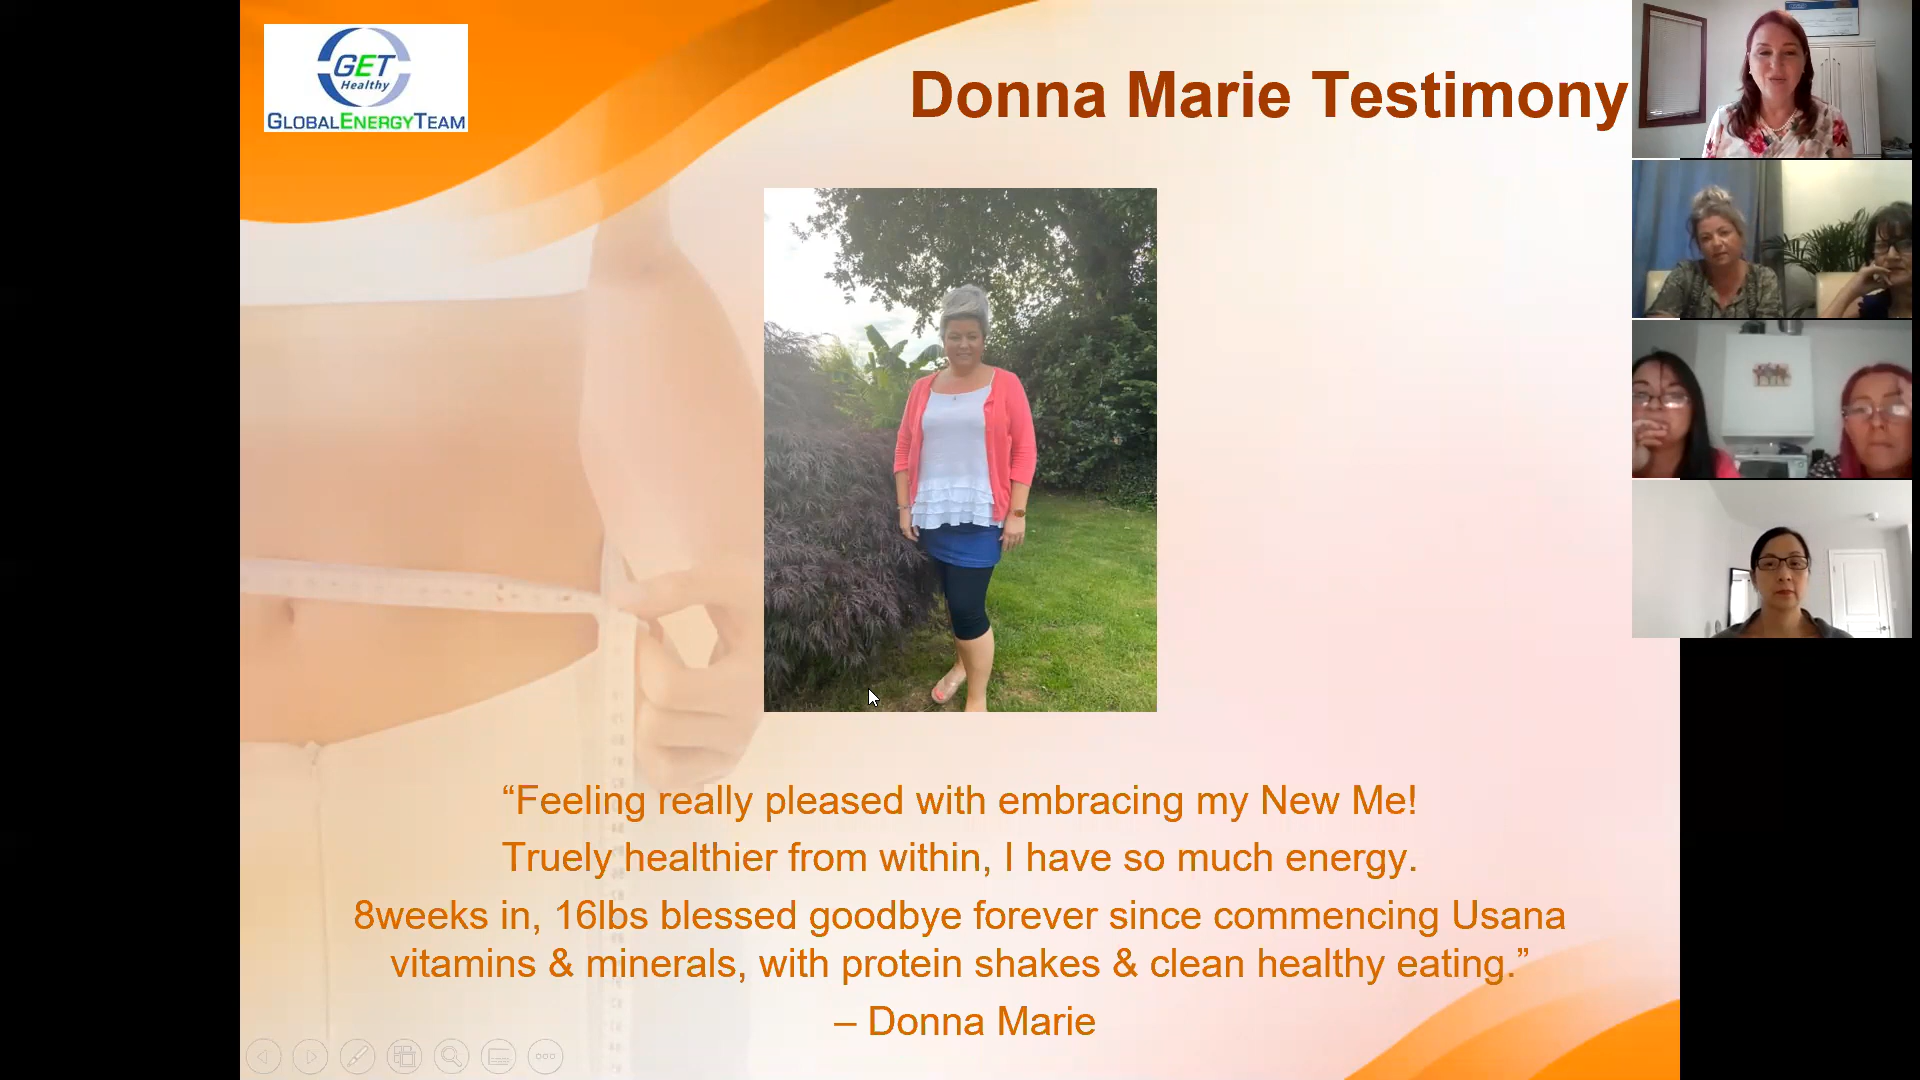 GET
Healthy
GLOBALENERGYTEAM
Donna Marie Testimony
“Feeling really pleased with embracing my New Me!
Truely healthier from within, I have so much energy.
8weeks in, 16lbs blessed goodbye forever since commencing Usana
vitamins & minerals, with protein shakes & clean healthy eating.”
– Donna Marie